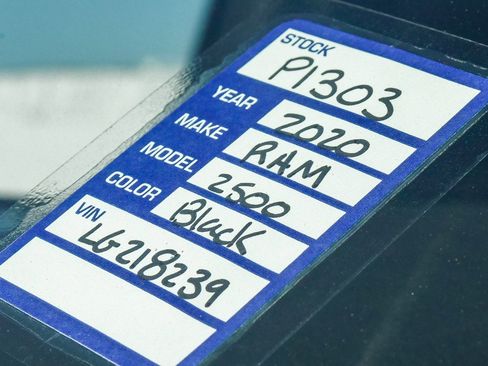 STOCK
P1303
YEAR 2020
MAKE RAM
MODEL 2500
COLOR Black
VIN
LG218239